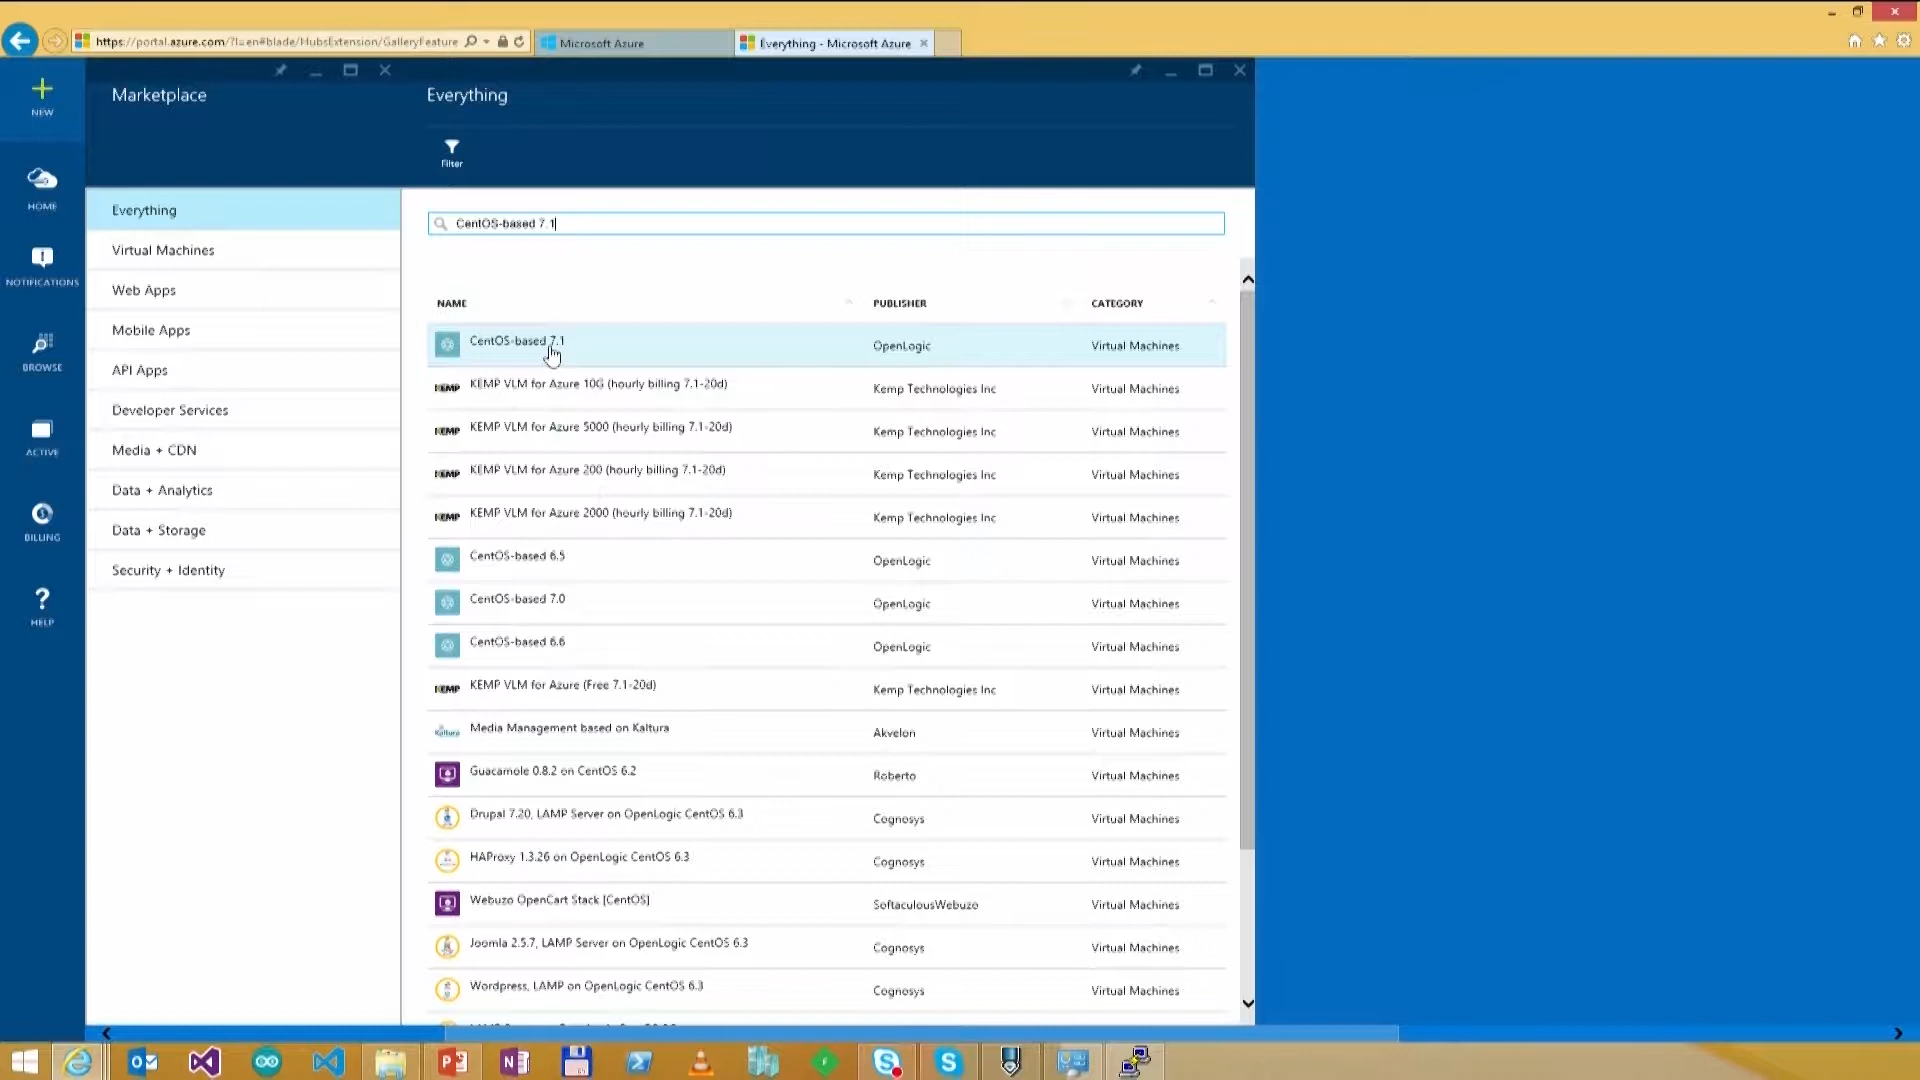 https://portal.azure.com/?l=en#blade/HubsExtension/GalleryFeature
Microsoft Azure
Everything - Microsoft Azure
NEW
HOME
NOTIFICATIONS
BROWSE
ACTIVE
BILLING
HELP
Marketplace
Everything
Virtual Machines
Web Apps
Mobile Apps
API Apps
Developer Services
Media + CDN
Data + Analytics
Data + Storage
Security + Identity
Everything
Filter
CentOS-based 7.1
NAME PUBLISHER CATEGORY
CentOS-based 7.1 OpenLogic Virtual Machines
KEMP KEMP VLM for Azure 10G (hourly billing 7.1-20d) Kemp Technologies Inc Virtual Machines
KEMP KEMP VLM for Azure 5000 (hourly billing 7.1-20d) Kemp Technologies Inc Virtual Machines
KEMP KEMP VLM for Azure 200 (hourly billing 7.1-20d) Kemp Technologies Inc Virtual Machines
KEMP KEMP VLM for Azure 2000 (hourly billing 7.1-20d) Kemp Technologies Inc Virtual Machines
CentOS-based 6.5 OpenLogic Virtual Machines
CentOS-based 7.0 OpenLogic Virtual Machines
CentOS-based 6.6 OpenLogic Virtual Machines
KEMP KEMP VLM for Azure (Free 7.1-20d) Kemp Technologies Inc Virtual Machines
Kaltura Media Management based on Kaltura Akvelon Virtual Machines
Guacamole 0.8.2 on CentOS 6.2 Roberto Virtual Machines
Drupal 7.20, LAMP Server on OpenLogic CentOS 6.3 Cognosys Virtual Machines
HAProxy 1.3.26 on OpenLogic CentOS 6.3 Cognosys Virtual Machines
Webuzo OpenCart Stack [CentOS] SoftaculousWebuzo Virtual Machines
Joomla 2.5.7, LAMP Server on OpenLogic CentOS 6.3 Cognosys Virtual Machines
Wordpress, LAMP on OpenLogic CentOS 6.3 Cognosys Virtual Machines